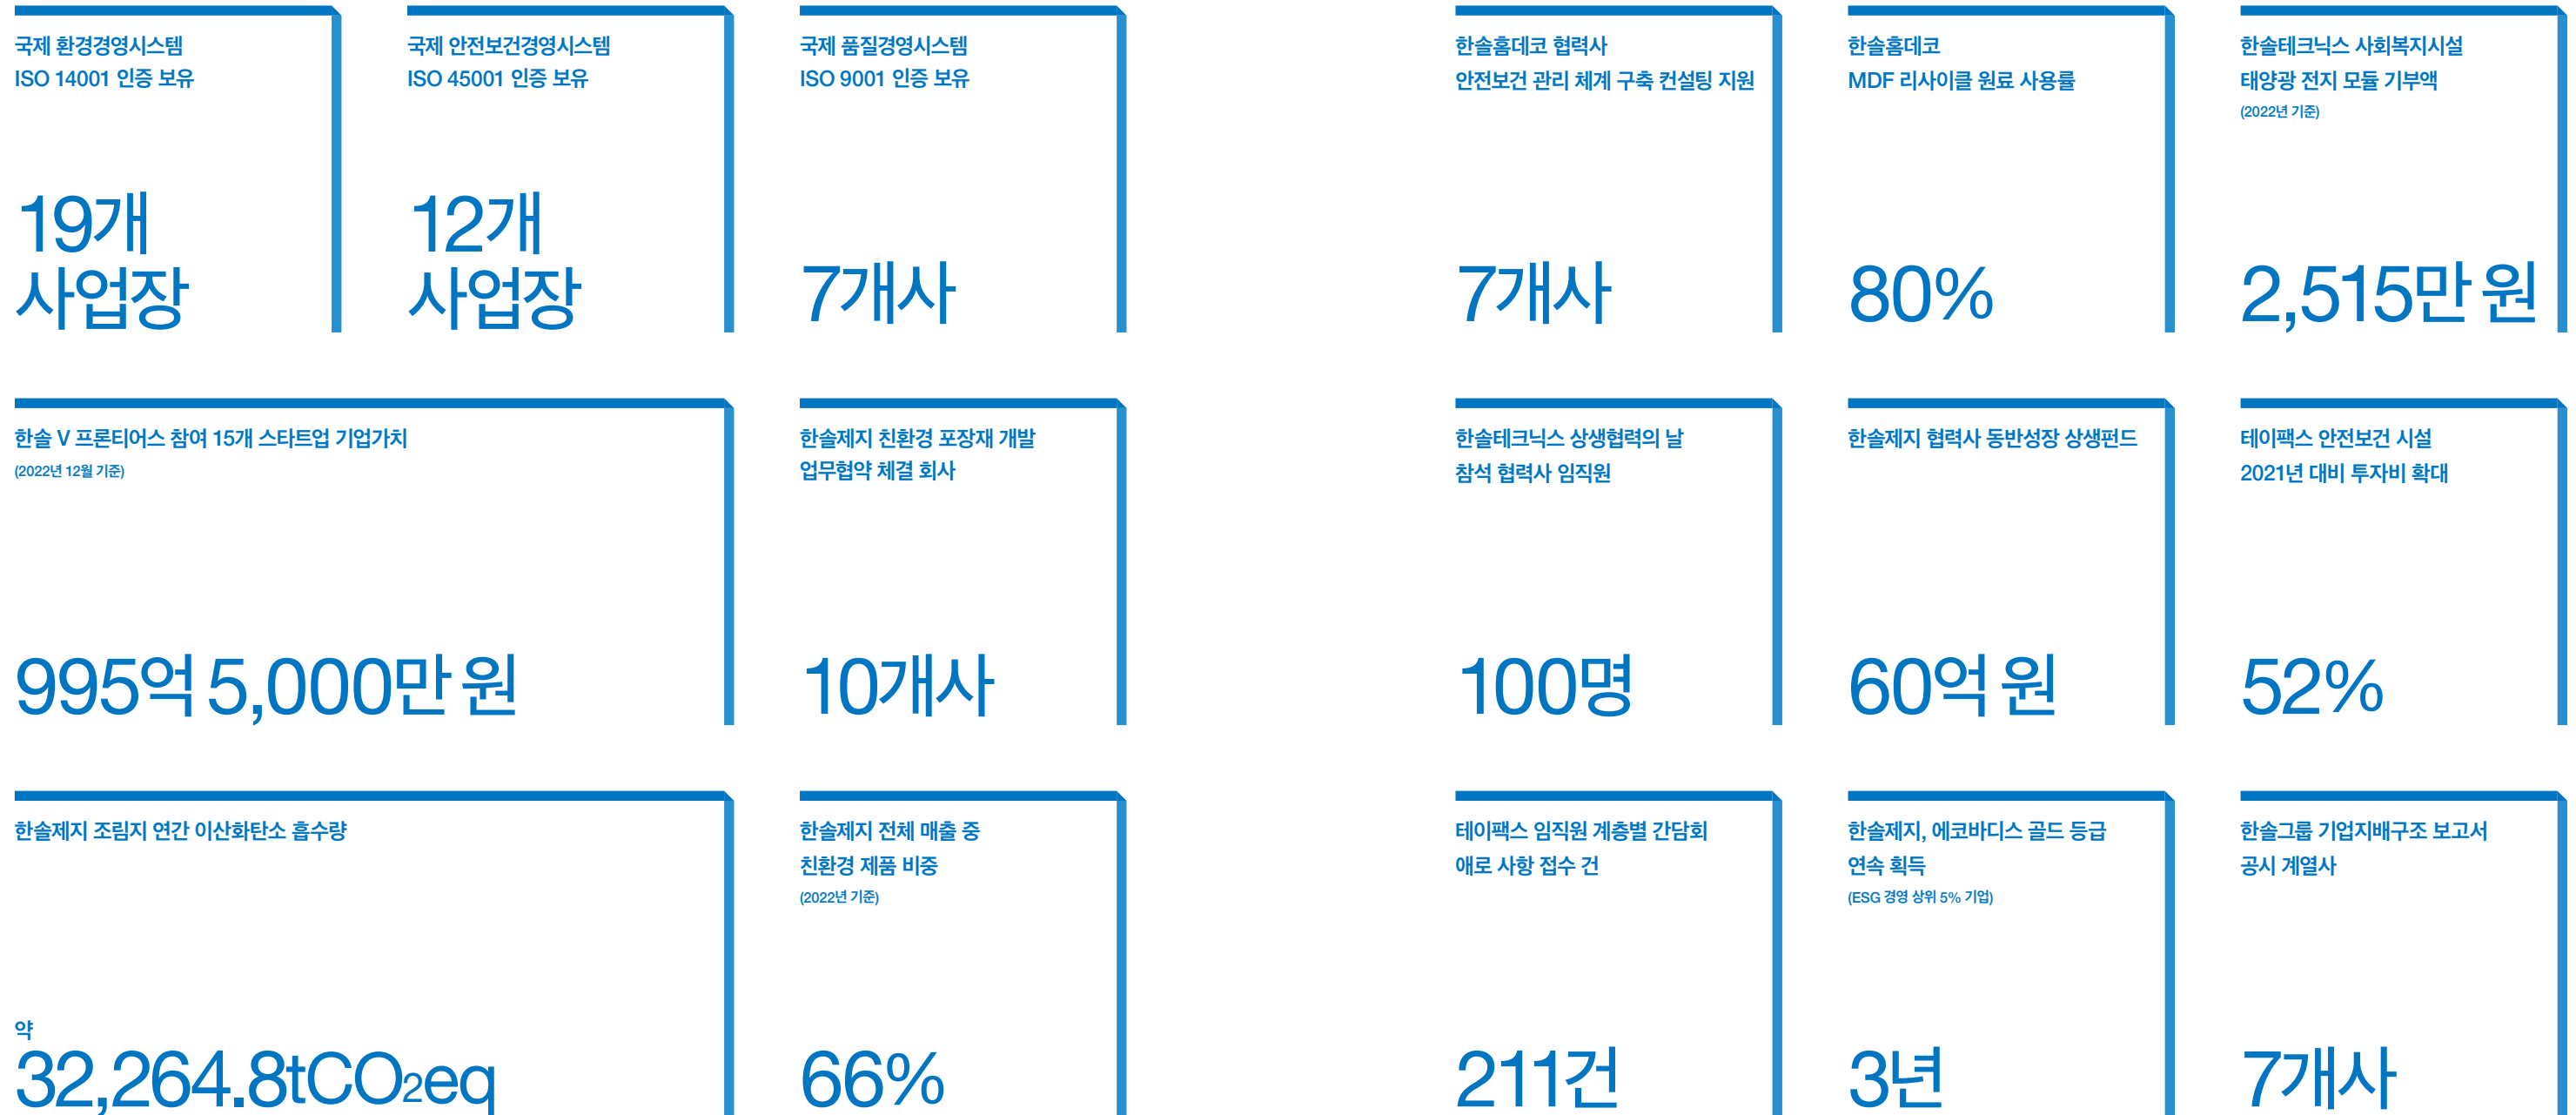 국제 환경경영시스템
ISO 14001 인증 보유
19개
사업장
국제 안전보건경영시스템
ISO 45001 인증 보유
12개
사업장
국제 품질경영시스템
ISO 9001 인증 보유
7개사
한솔홈데코 협력사
안전보건 관리 체계 구축 컨설팅 지원
7개사
한솔홈데코
MDF 리사이클 원료 사용률
80%
한솔테크닉스 사회복지시설
태양광 전지 모듈 기부액
(2022년 기준)
2,515만 원
한솔 V 프론티어스 참여 15개 스타트업 기업가치
(2022년 12월 기준)
995억 5,000만 원
한솔제지 친환경 포장재 개발
업무협약 체결 회사
10개사
한솔테크닉스 상생협력의 날
참석 협력사 임직원
100명
한솔제지 협력사 동반성장 상생펀드
60억 원
테이팩스 안전보건 시설
2021년 대비 투자비 확대
52%
한솔제지 조림지 연간 이산화탄소 흡수량
약
32,264.8tCO2eq
한솔제지 전체 매출 중
친환경 제품 비중
(2022년 기준)
66%
테이팩스 임직원 계층별 간담회
애로 사항 접수 건
211건
한솔제지, 에코바디스 골드 등급
연속 획득
(ESG 경영 상위 5% 기업)
3년
한솔그룹 기업지배구조 보고서
공시 계열사
7개사